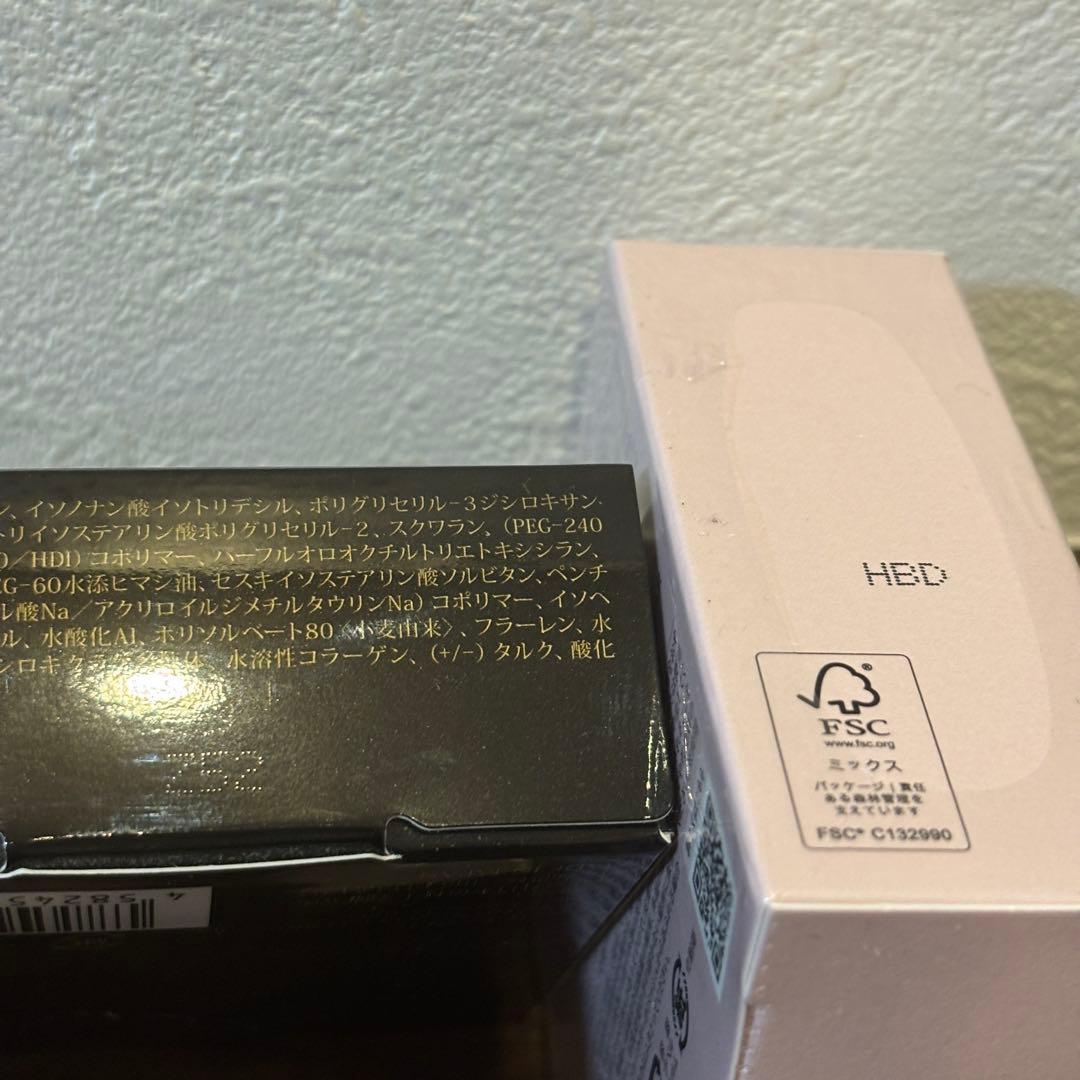 ン、イソノナン酸イソトリデシル、ポリグリセリル-3ジシロキサン
トリイソステアリン酸ポリグリセリル-2、スクワラン、(PEG-240
/HDI) コポリマー、パーフルオロオクチルトリエトキシシラン、
EG-60水添ヒマシ油、セスキイソステアリン酸ソルビタン、ペンチ
ル酸Na/アクリロイルジメチルタウリンNa) コポリマー、イソヘ
ル、水酸化Al、ポリソルベート80〈小麦由来〉、フラーレン、水
水溶性コラーゲン、(+/-) タルク、酸化
4 58245
HBD
FSC®
www.fsc.org
ミックス
パッケージ|責任
ある森林管理を
支えています
FSC® C132990